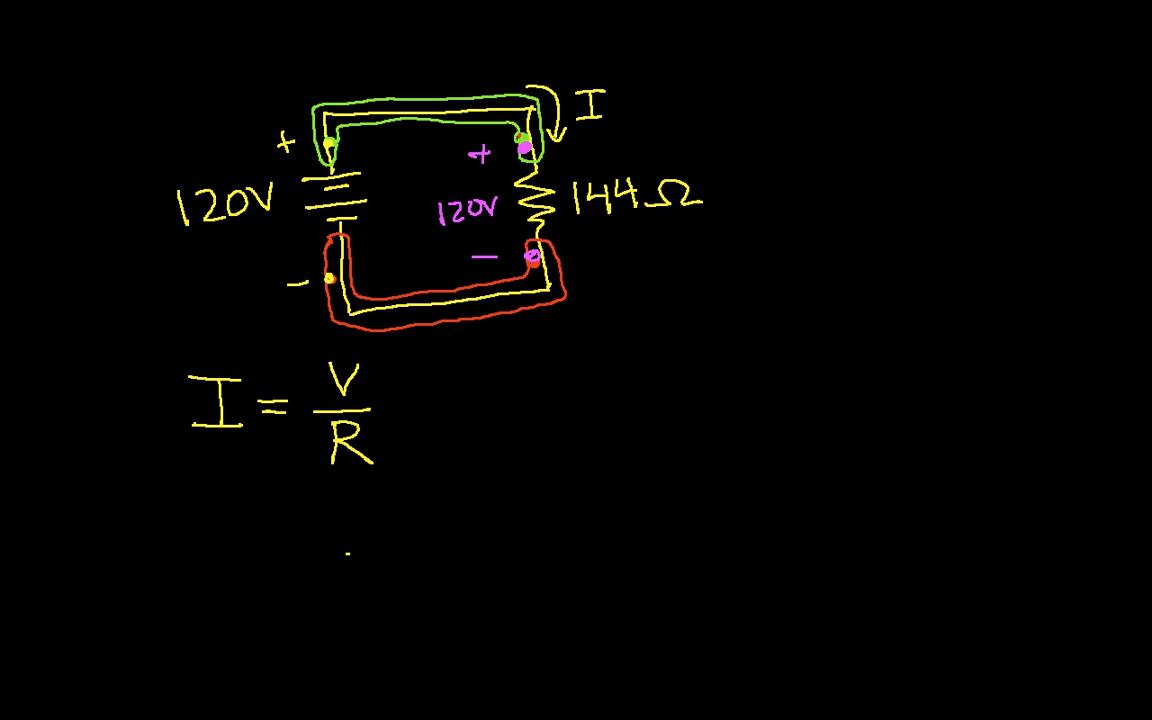 I
+
+
120V
120V
144Ω
-
-
I = V/R